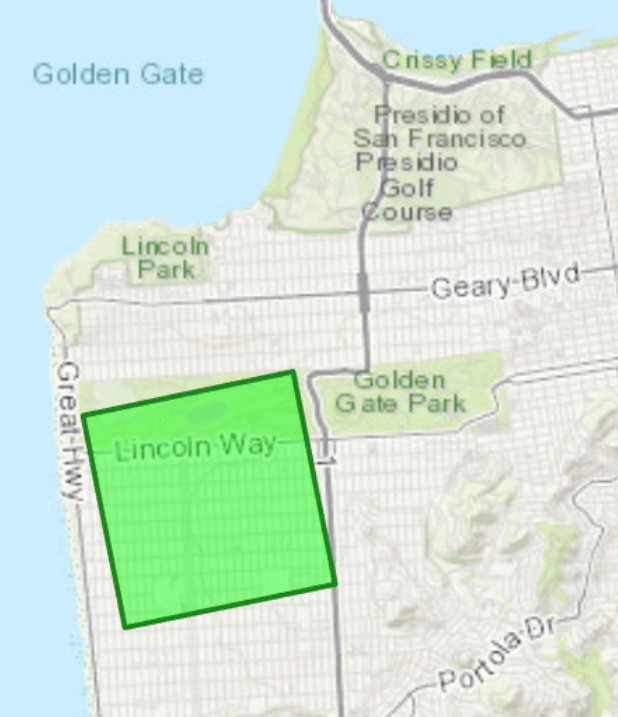 Golden Gate
Crissy Field
Presidio of
San Francisco
Presidio
Golf
Course
Lincoln
Park
Geary Blvd
Great Hwy
Golden
Gate Park
Lincoln Way
1
Portola Dr